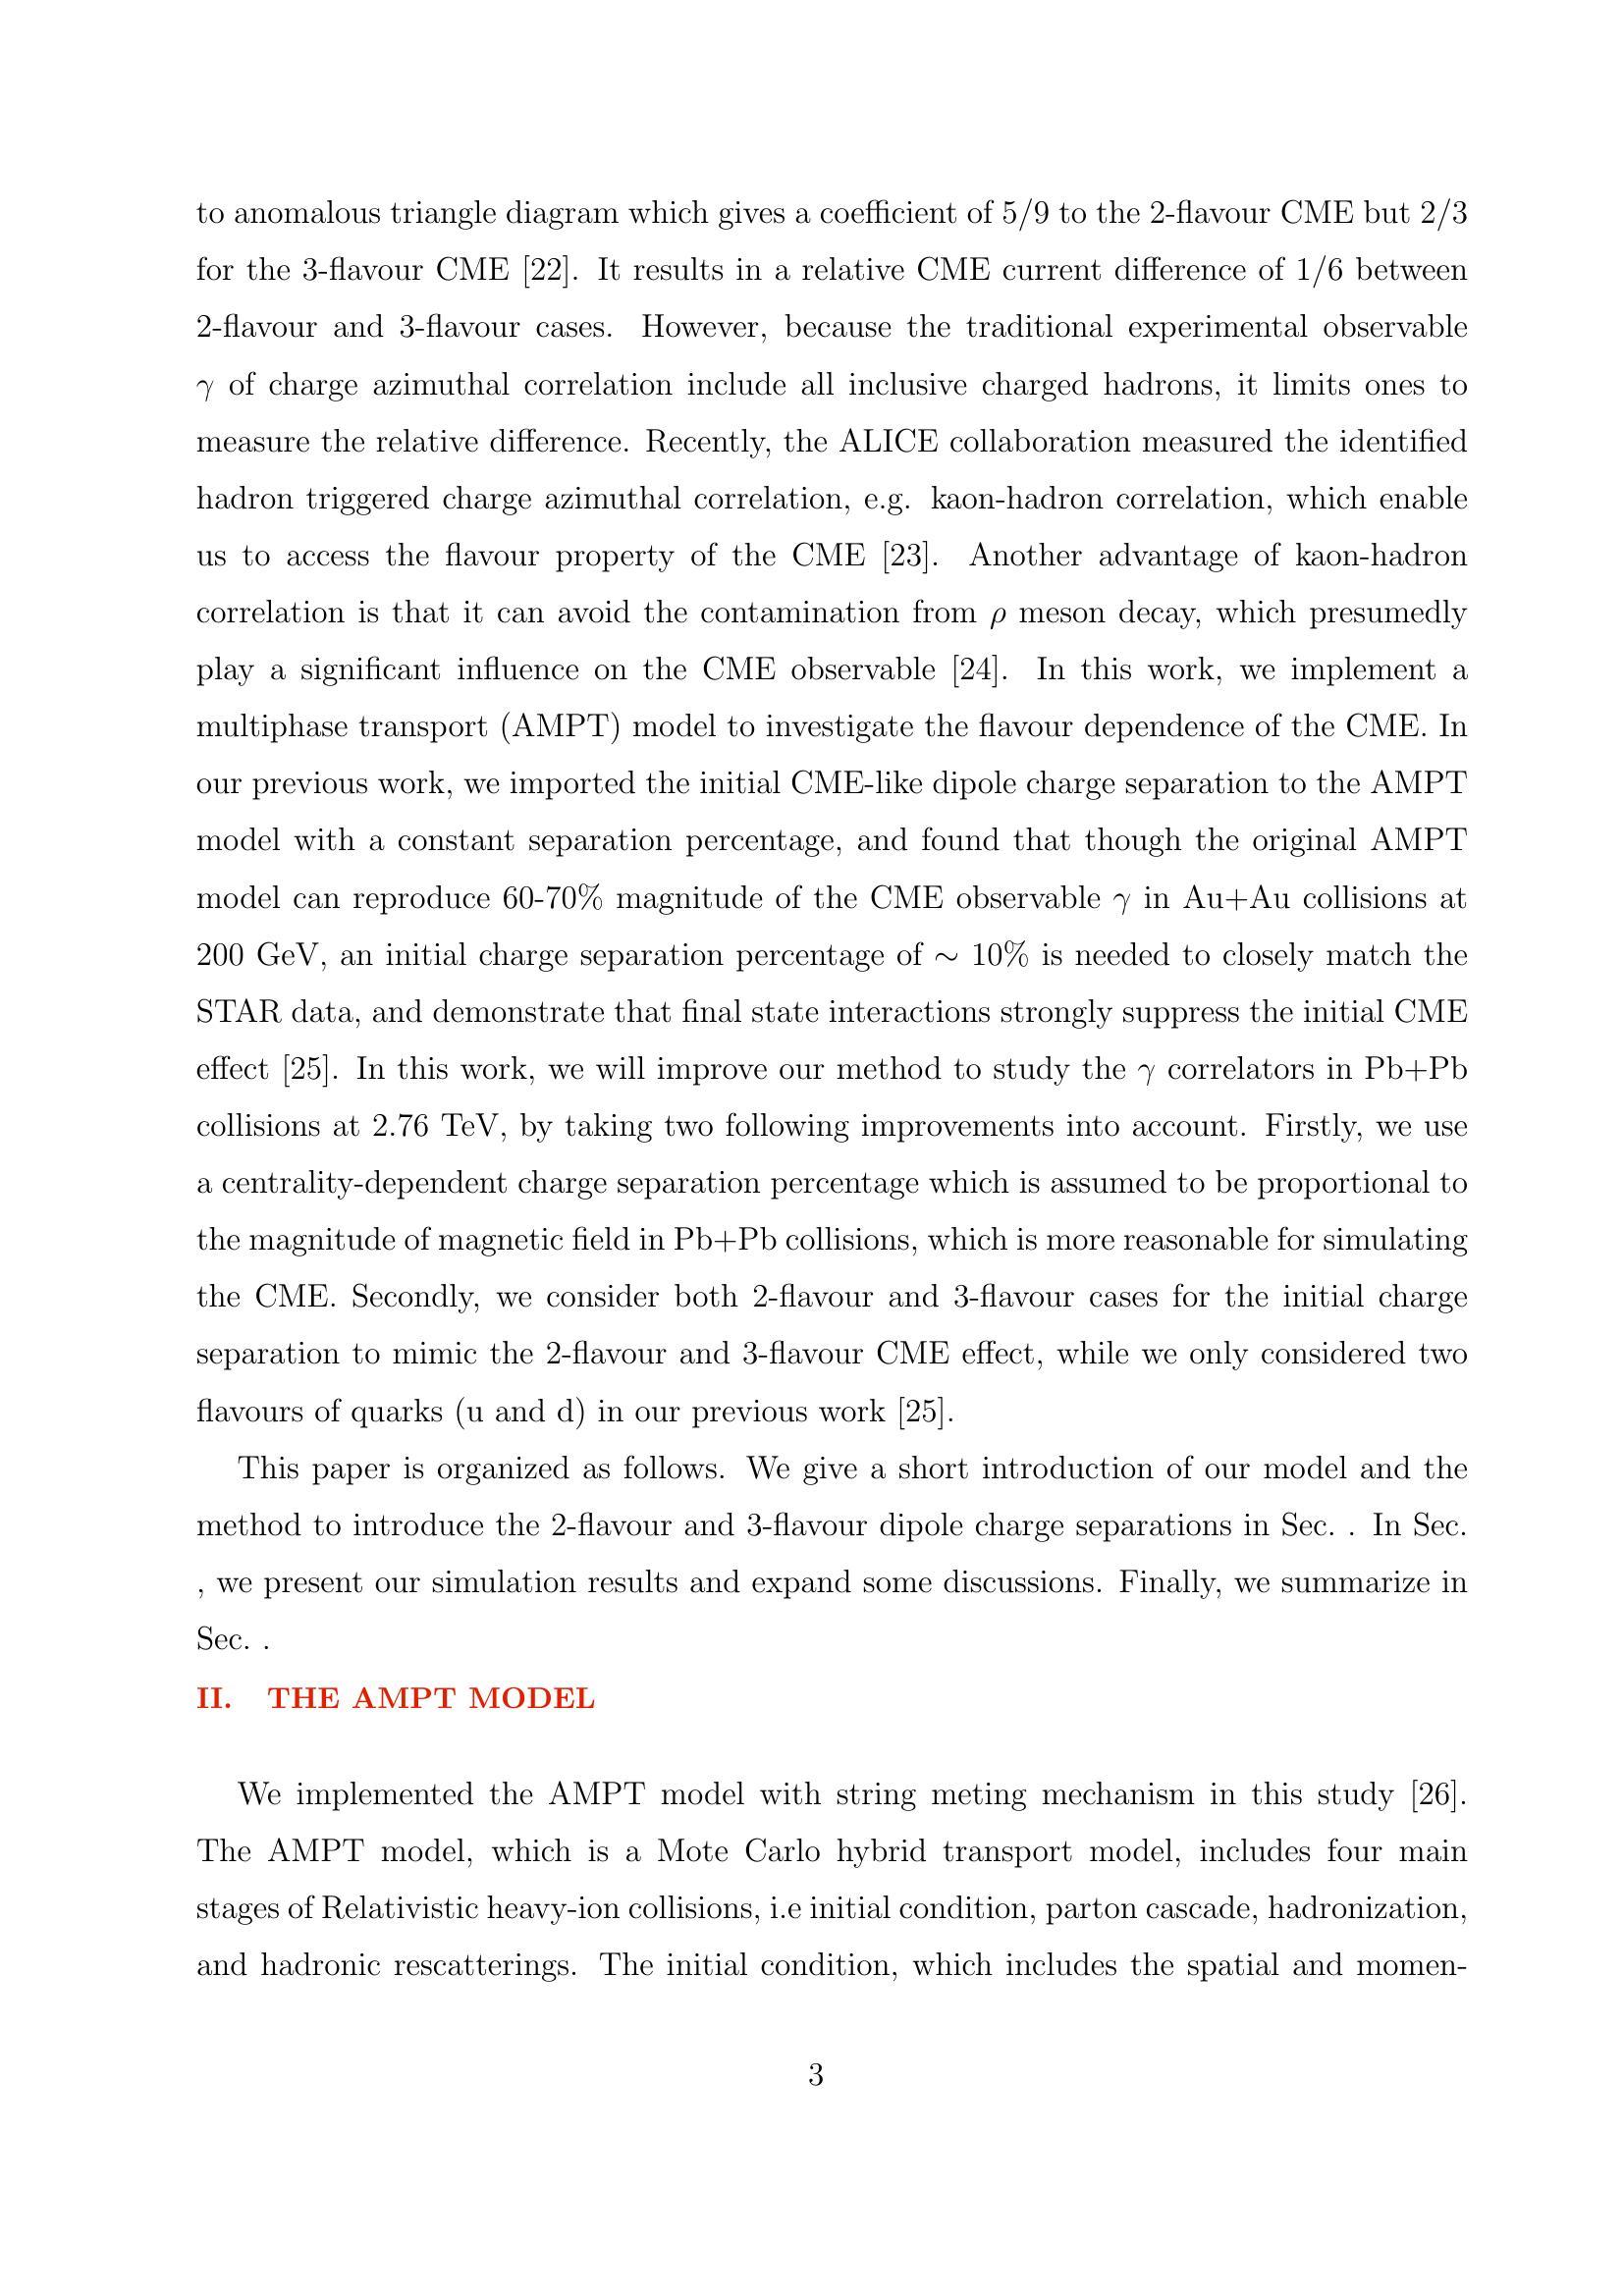 to anomalous triangle diagram which gives a coefficient of 5/9 to the 2-flavour CME but 2/3
for the 3-flavour CME [22]. It results in a relative CME current difference of 1/6 between
2-flavour and 3-flavour cases. However, because the traditional experimental observable
γ of charge azimuthal correlation include all inclusive charged hadrons, it limits ones to
measure the relative difference. Recently, the ALICE collaboration measured the identified
hadron triggered charge azimuthal correlation, e.g. kaon-hadron correlation, which enable
us to access the flavour property of the CME [23]. Another advantage of kaon-hadron
correlation is that it can avoid the contamination from ρ meson decay, which presumedly
play a significant influence on the CME observable [24]. In this work, we implement a
multiphase transport (AMPT) model to investigate the flavour dependence of the CME. In
our previous work, we imported the initial CME-like dipole charge separation to the AMPT
model with a constant separation percentage, and found that though the original AMPT
model can reproduce 60-70% magnitude of the CME observable γ in Au+Au collisions at
200 GeV, an initial charge separation percentage of ∼ 10% is needed to closely match the
STAR data, and demonstrate that final state interactions strongly suppress the initial CME
effect [25]. In this work, we will improve our method to study the γ correlators in Pb+Pb
collisions at 2.76 TeV, by taking two following improvements into account. Firstly, we use
a centrality-dependent charge separation percentage which is assumed to be proportional to
the magnitude of magnetic field in Pb+Pb collisions, which is more reasonable for simulating
the CME. Secondly, we consider both 2-flavour and 3-flavour cases for the initial charge
separation to mimic the 2-flavour and 3-flavour CME effect, while we only considered two
flavours of quarks (u and d) in our previous work [25].
This paper is organized as follows. We give a short introduction of our model and the
method to introduce the 2-flavour and 3-flavour dipole charge separations in Sec. . In Sec.
, we present our simulation results and expand some discussions. Finally, we summarize in
Sec. .
II. THE AMPT MODEL
We implemented the AMPT model with string meting mechanism in this study [26].
The AMPT model, which is a Mote Carlo hybrid transport model, includes four main
stages of Relativistic heavy-ion collisions, i.e initial condition, parton cascade, hadronization,
and hadronic rescatterings. The initial condition, which includes the spatial and momen-
3